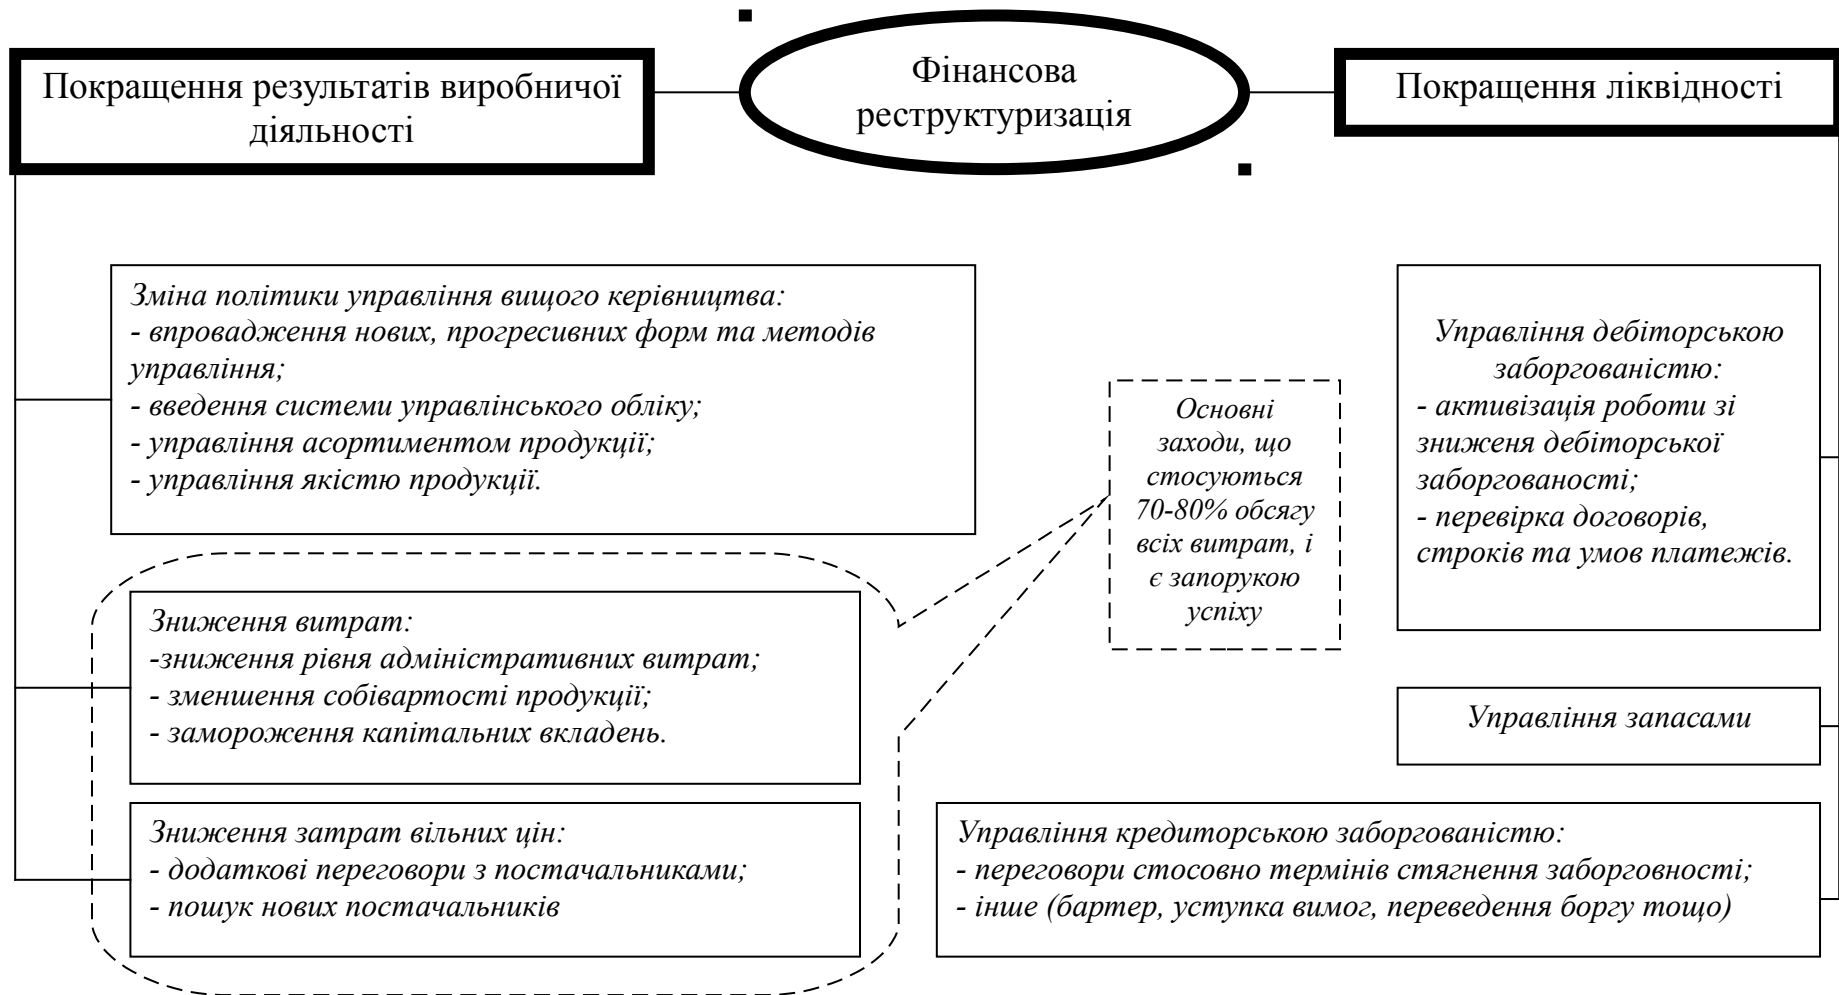 Покращення результатів виробничої
діяльності
Фінансова
реструктуризація
Покращення ліквідності
Зміна політики управління вищого керівництва:
- впровадження нових, прогресивних форм та методів
управління;
- введення системи управлінського обліку;
- управління асортиментом продукції;
- управління якістю продукції.
Зниження витрат:
-зниження рівня адміністративних витрат;
- зменшення собівартості продукції;
- замороження капітальних вкладень.
Зниження затрат вільних цін:
- додаткові переговори з постачальниками;
- пошук нових постачальників
Основні
заходи, що
стосуються
70-80% обсягу
всіх витрат, і
є запорукою
успіху
Управління дебіторською
заборгованістю:
- активізація роботи зі
зниженя дебіторської
заборгованості;
- перевірка договорів,
строків та умов платежів.
Управління запасами
Управління кредиторською заборгованістю:
- переговори стосовно термінів стягнення заборговності;
- інше (бартер, уступка вимог, переведення боргу тощо)